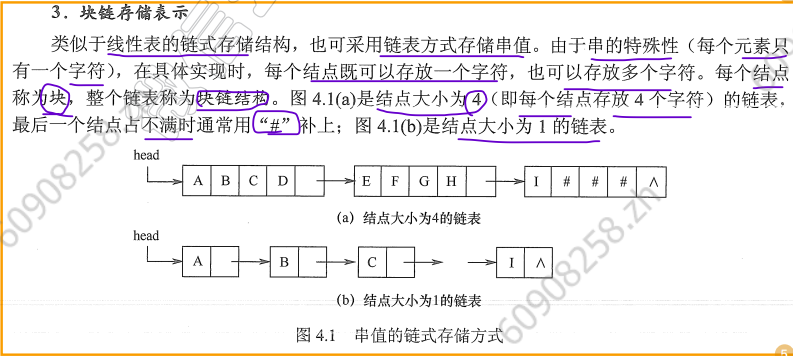 3．块链存储表示
类似于线性表的链式存储结构，也可采用链表方式存储串值。由于串的特殊性（每个元素只
有一个字符），在具体实现时，每个结点既可以存放一个字符，也可以存放多个字符。每个结点
称为块，整个链表称为块链结构。图 4.1(a)是结点大小为 4（即每个结点存放 4 个字符）的链表，
最后一个结点占不满时通常用“#”补上；图 4.1(b)是结点大小为 1 的链表。
head
A B C D E F G H I # # # ∧
(a) 结点大小为4的链表
head
A B C I ∧
(b) 结点大小为1的链表
图 4.1 串值的链式存储方式
60908258.zh
60908258.zh
5